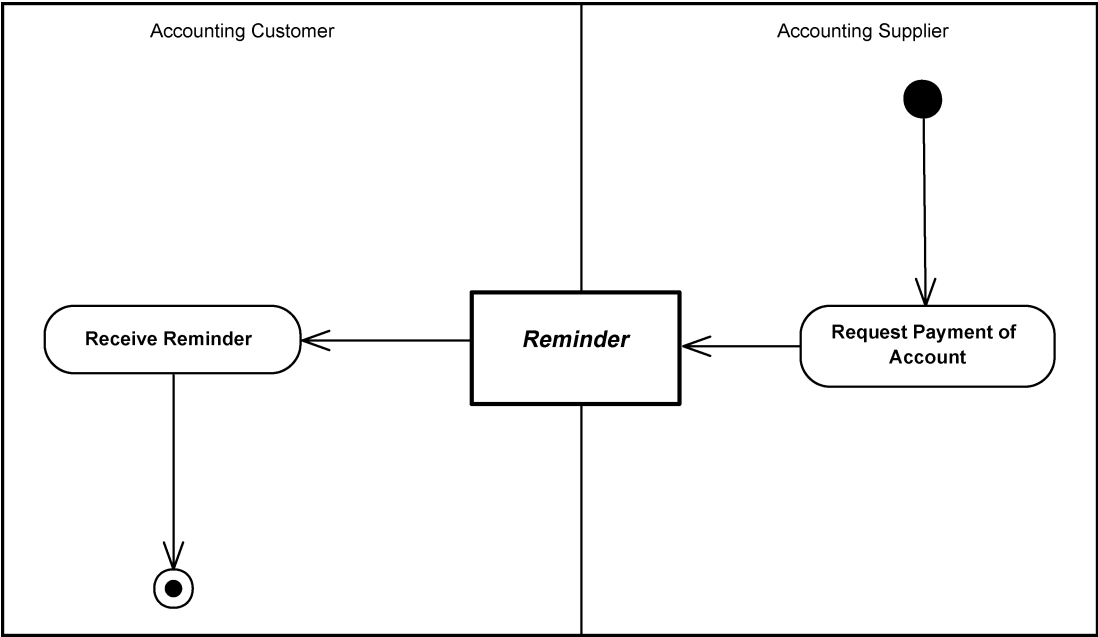 Accounting Customer
Accounting Supplier
Receive Reminder
Reminder
Request Payment of
Account